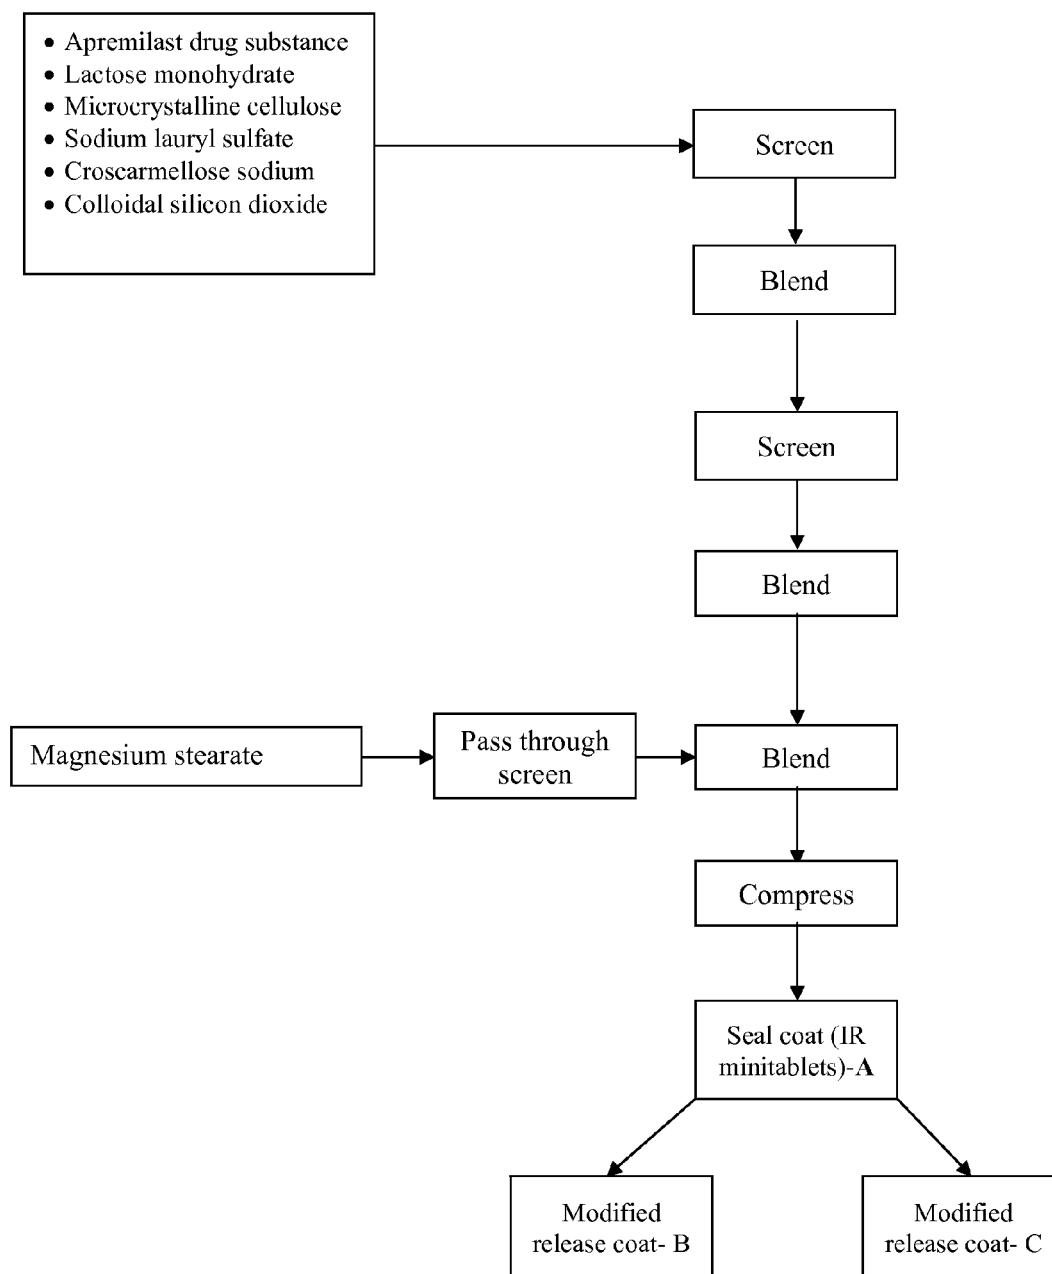 • Apremilast drug substance
• Lactose monohydrate
• Microcrystalline cellulose
• Sodium lauryl sulfate
• Croscarmellose sodium
• Colloidal silicon dioxide
Screen
Blend
Screen
Blend
Magnesium stearate
Pass through
screen
Blend
Compress
Seal coat (IR
minitablets)-A
Modified
release coat- B
Modified
release coat- C